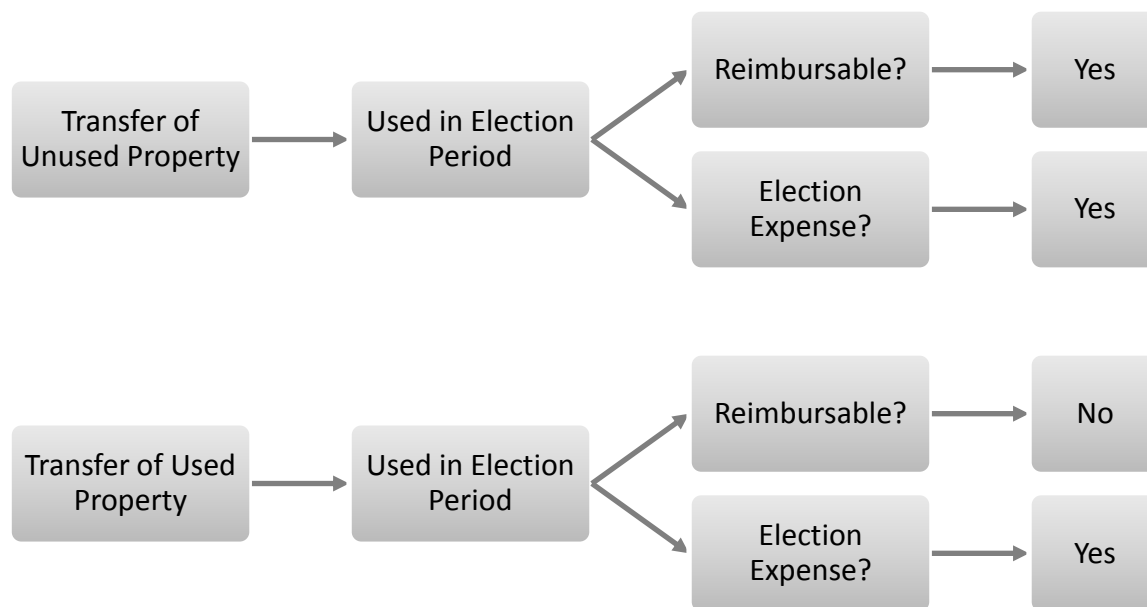 Transfer of
Unused Property
Used in Election
Period
Reimbursable?
Yes
Election
Expense?
Yes
Transfer of Used
Property
Used in Election
Period
Reimbursable?
No
Election
Expense?
Yes